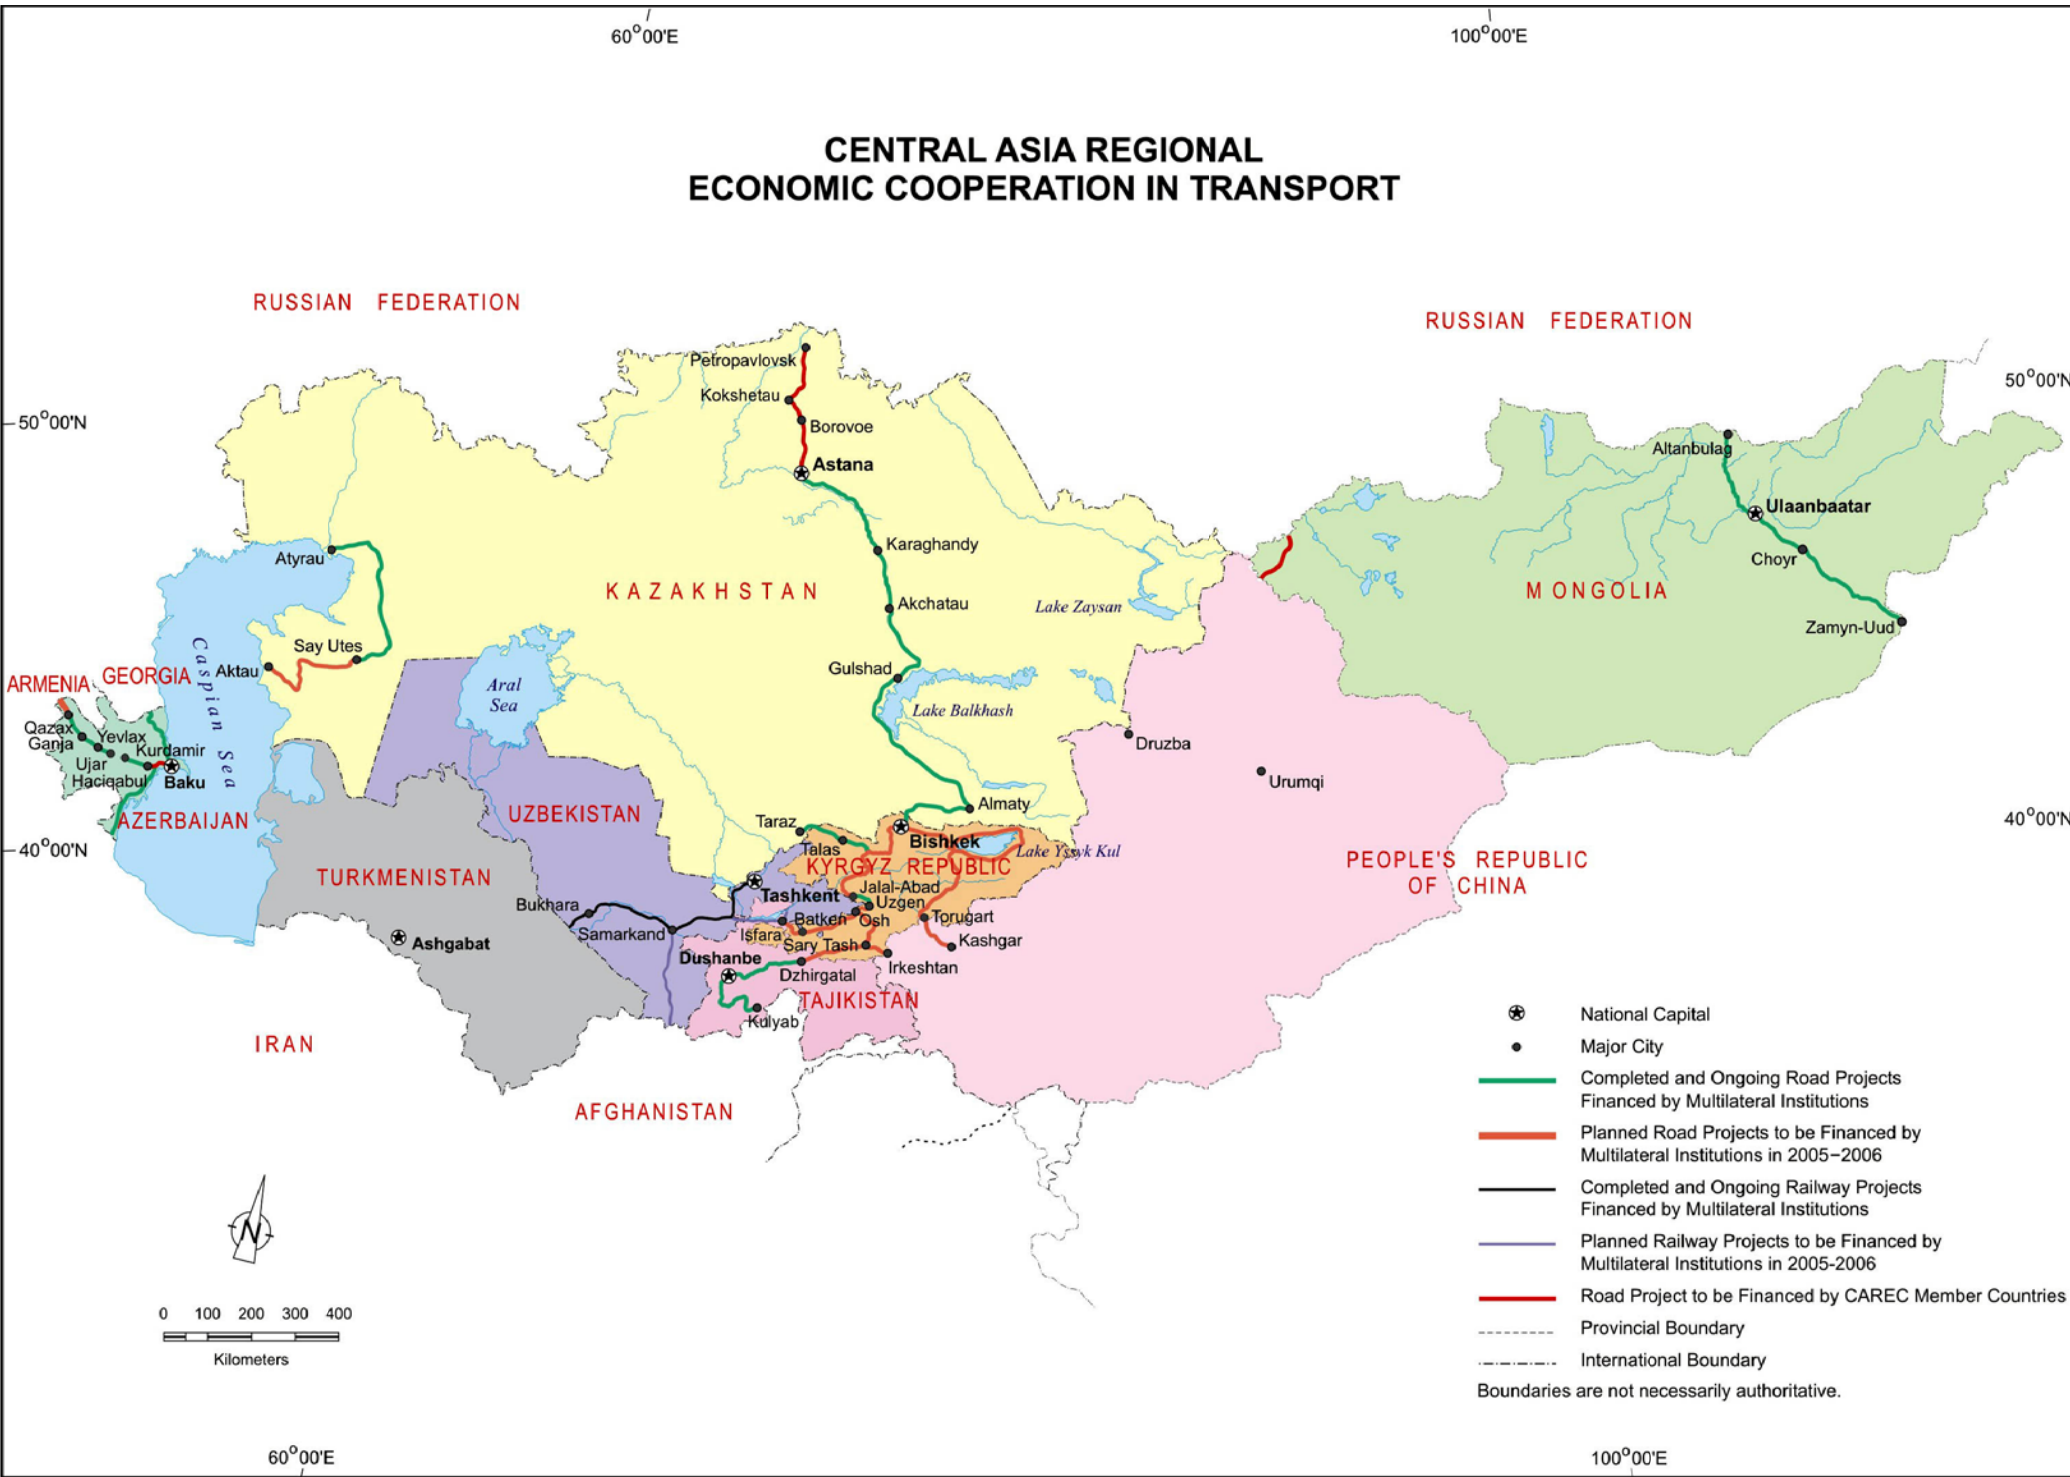 60°00'E
100°00'E
CENTRAL ASIA REGIONAL
ECONOMIC COOPERATION IN TRANSPORT
RUSSIAN FEDERATION
RUSSIAN FEDERATION
Petropavlovsk
50°00'N
Kokshetau
50°00'N
Borovoe
Altanbulag
Astana
Ulaanbaatar
Karaghandy
Atyrau
Choyr
KAZAKHSTAN
MONGOLIA
Akchatau
Lake Zaysan
Zamyn-Uud
Say Utes
Caspian Sea
Aktau
Gulshad
GEORGIA
ARMENIA
Aral
Sea
Lake Balkhash
Qazax
Yevlax
Ganja
Kurdamir
Druzba
Ujar
Haciqabul
Baku
Urumqi
Almaty
UZBEKISTAN
AZERBAIJAN
Taraz
40°00'N
Bishkek
Talas
40°00'N
Lake Yssyk Kul
KYRGYZ REPUBLIC
PEOPLE'S REPUBLIC
OF CHINA
TURKMENISTAN
Jalal-Abad
Tashkent
Uzgen
Bukhara
Batken
Osh
Torugart
Samarkand
Isfara
Sary Tash
Kashgar
Ashgabat
Dushanbe
Irkeshtan
Dzhirgatal
TAJIKISTAN
Kulyab
IRAN
AFGHANISTAN
National Capital
Major City
Completed and Ongoing Road Projects
Financed by Multilateral Institutions
Planned Road Projects to be Financed by
Multilateral Institutions in 2005–2006
Completed and Ongoing Railway Projects
Financed by Multilateral Institutions
Planned Railway Projects to be Financed by
Multilateral Institutions in 2005-2006
Road Project to be Financed by CAREC Member Countries
Provincial Boundary
International Boundary
Boundaries are not necessarily authoritative.
N
0 100 200 300 400
Kilometers
60°00'E
100°00'E